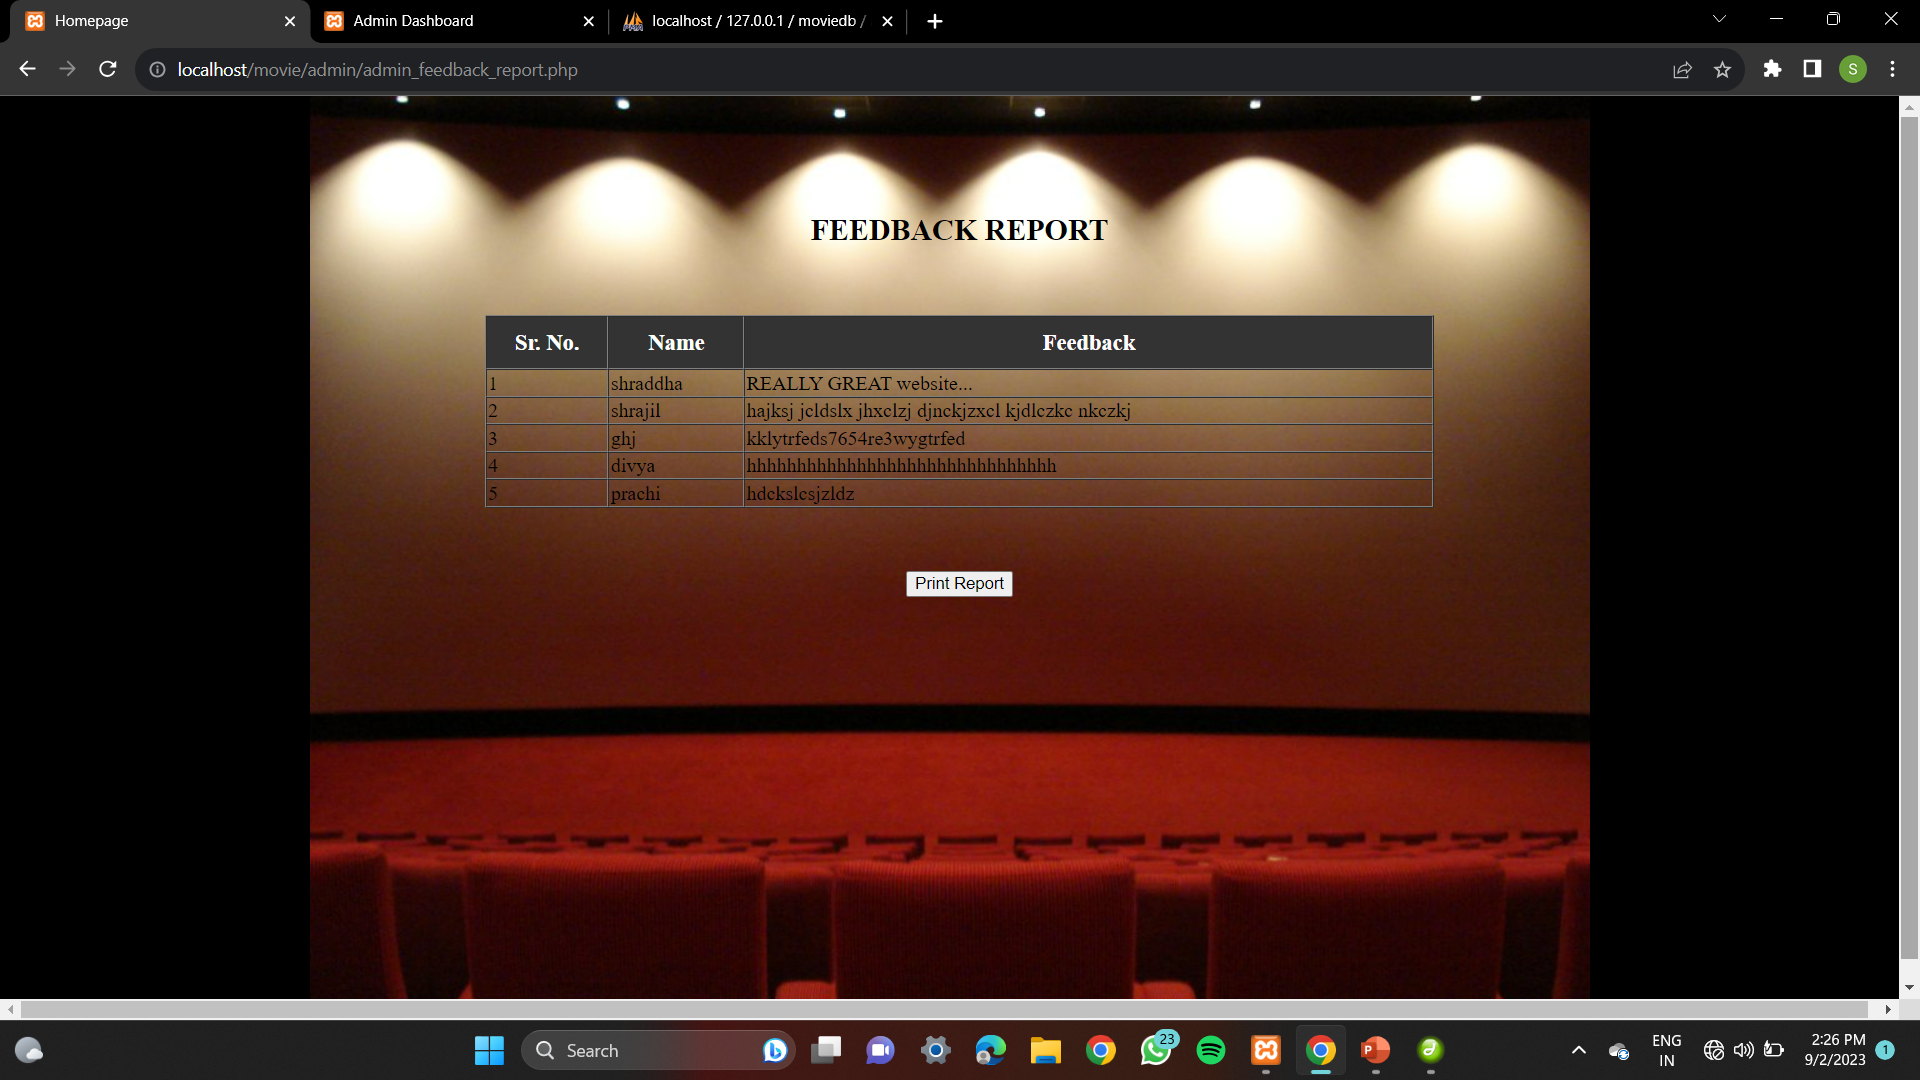 Homepage
Admin Dashboard
localhost / 127.0.0.1 / moviedb /
localhost/movie/admin/admin_feedback_report.php
S
FEEDBACK REPORT
Sr. No. Name Feedback
1 shraddha REALLY GREAT website...
2 shrajil hajksj jcldslx jhxclzj djnckjzxcl kjdlczkc nkczkj
3 ghj kklytrfeds7654re3wygtrfed
4 divya hhhhhhhhhhhhhhhhhhhhhhhhhhhhhhh
5 prachi hdckslcsjzldz
Print Report
Search
23
ENG
IN
2:26 PM
9/2/2023
1